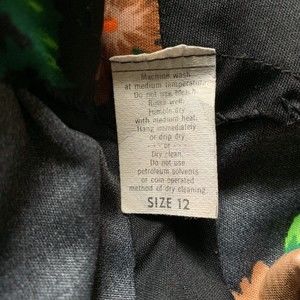 Machine wash
at medium temperature.
Do not use bleach.
Rinse well.
Tumble dry
with medium heat.
Hang immediately
or drip dry
- or -
Dry clean.
Do not use
petroleum solvents
or coin operated
method of dry cleaning.
SIZE 12